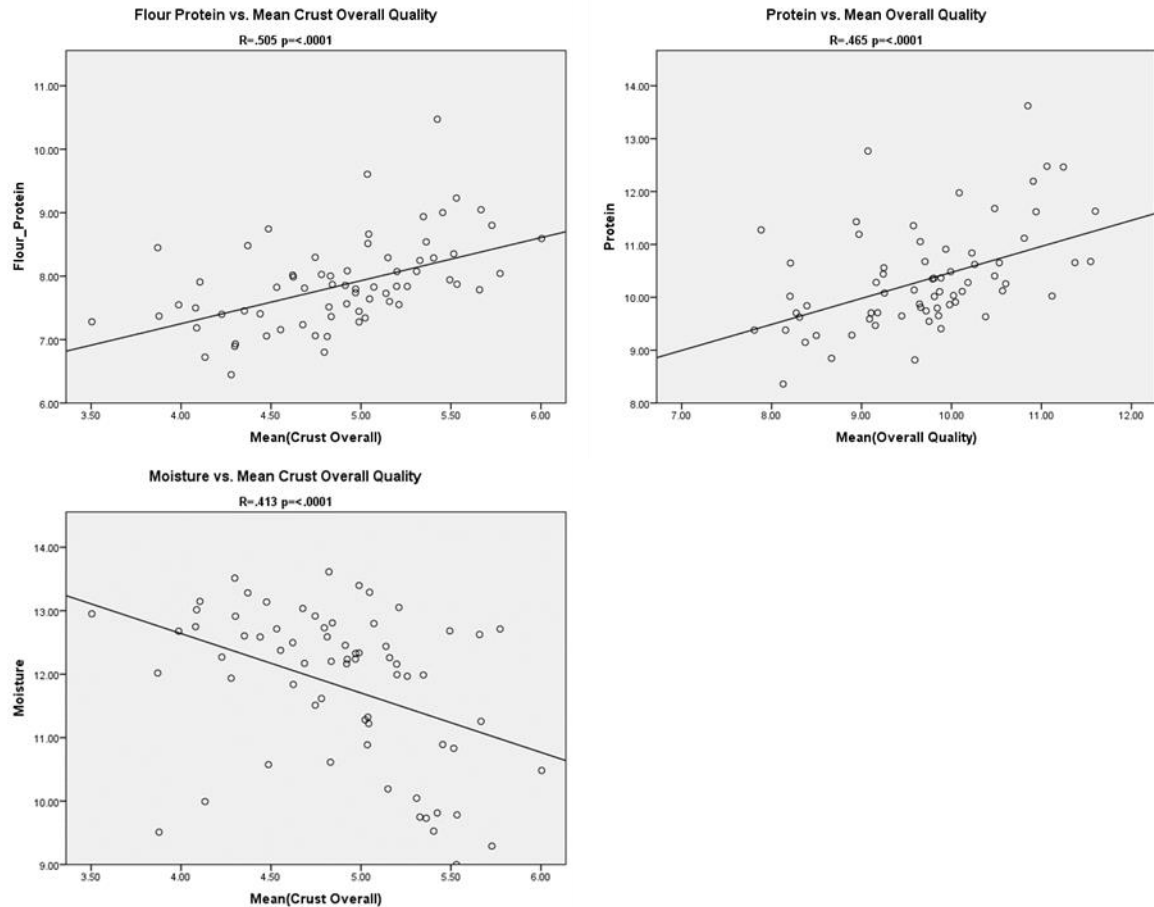 Flour Protein vs. Mean Crust Overall Quality
R=.505 p=<.0001
11.00
10.00
9.00
8.00
7.00
6.00
Flour_Protein
3.50 4.00 4.50 5.00 5.50 6.00
Mean(Crust Overall)
Protein vs. Mean Overall Quality
R=.465 p=<.0001
14.00
13.00
12.00
11.00
10.00
9.00
8.00
Protein
7.00 8.00 9.00 10.00 11.00 12.00
Mean(Overall Quality)
Moisture vs. Mean Crust Overall Quality
R=.413 p=<.0001
14.00
13.00
12.00
11.00
10.00
9.00
Moisture
3.50 4.00 4.50 5.00 5.50 6.00
Mean(Crust Overall)